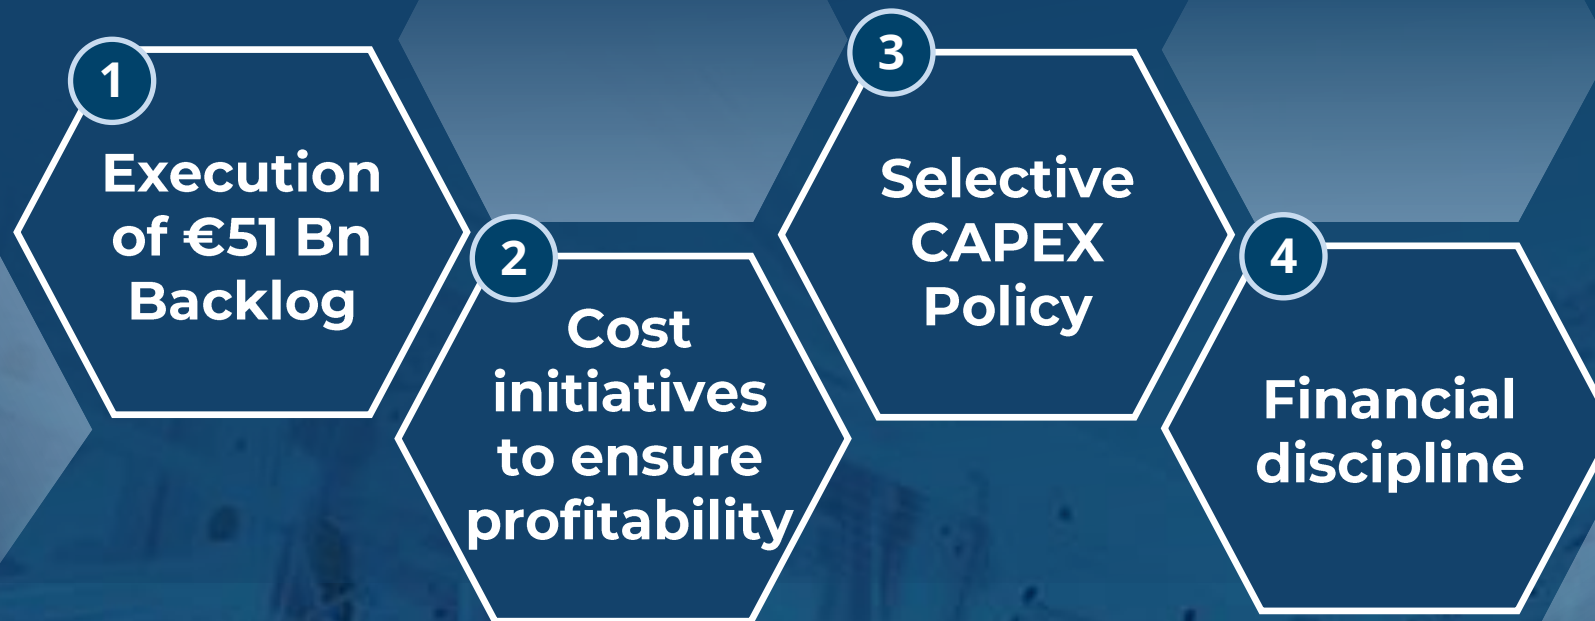 1
Execution
of €51 Bn
Backlog
2
Cost
initiatives
to ensure
profitability
3
Selective
CAPEX
Policy
4
Financial
discipline